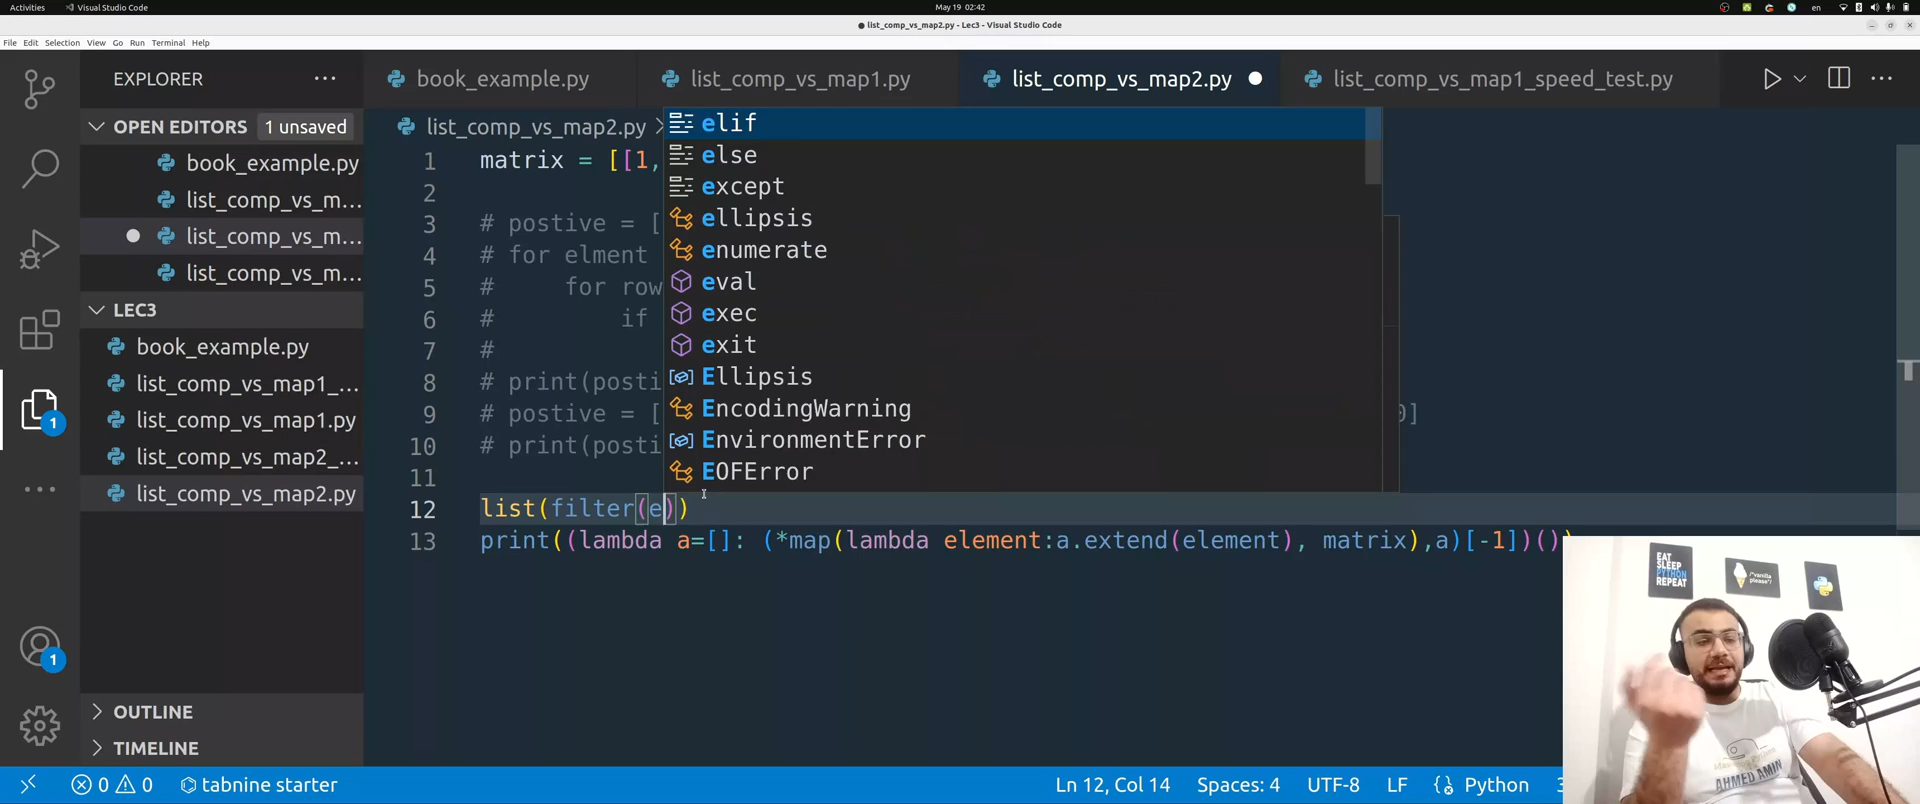 Activities Visual Studio Code May 19 02:42 en
list_comp_vs_map2.py - Lec3 - Visual Studio Code
File Edit Selection View Go Run Terminal Help
EXPLORER
book_example.py list_comp_vs_map1.py list_comp_vs_map2.py list_comp_vs_map1_speed_test.py
OPEN EDITORS 1 unsaved
book_example.py
list_comp_vs_m...
list_comp_vs_m...
list_comp_vs_m...
LEC3
book_example.py
list_comp_vs_map1_...
list_comp_vs_map1.py
list_comp_vs_map2_...
list_comp_vs_map2.py
OUTLINE
TIMELINE
1
1
list_comp_vs_map2.py
1 matrix = [[1,
2
3 # postive = [
4 # for elment
5 # for row
6 # if
7 #
8 # print(posti
9 # postive = [ 0]
10 # print(posti
11
12 list(filter(e))
13 print((lambda a=[]: (*map(lambda element:a.extend(element), matrix),a)[-1])())
elif
else
except
ellipsis
enumerate
eval
exec
exit
Ellipsis
EncodingWarning
EnvironmentError
EOFError
EAT
SLEEP
PYTHON
REPEAT
/*vanilla
please*/
AHMED AMIN
0 0 tabnine starter Ln 12, Col 14 Spaces: 4 UTF-8 LF Python